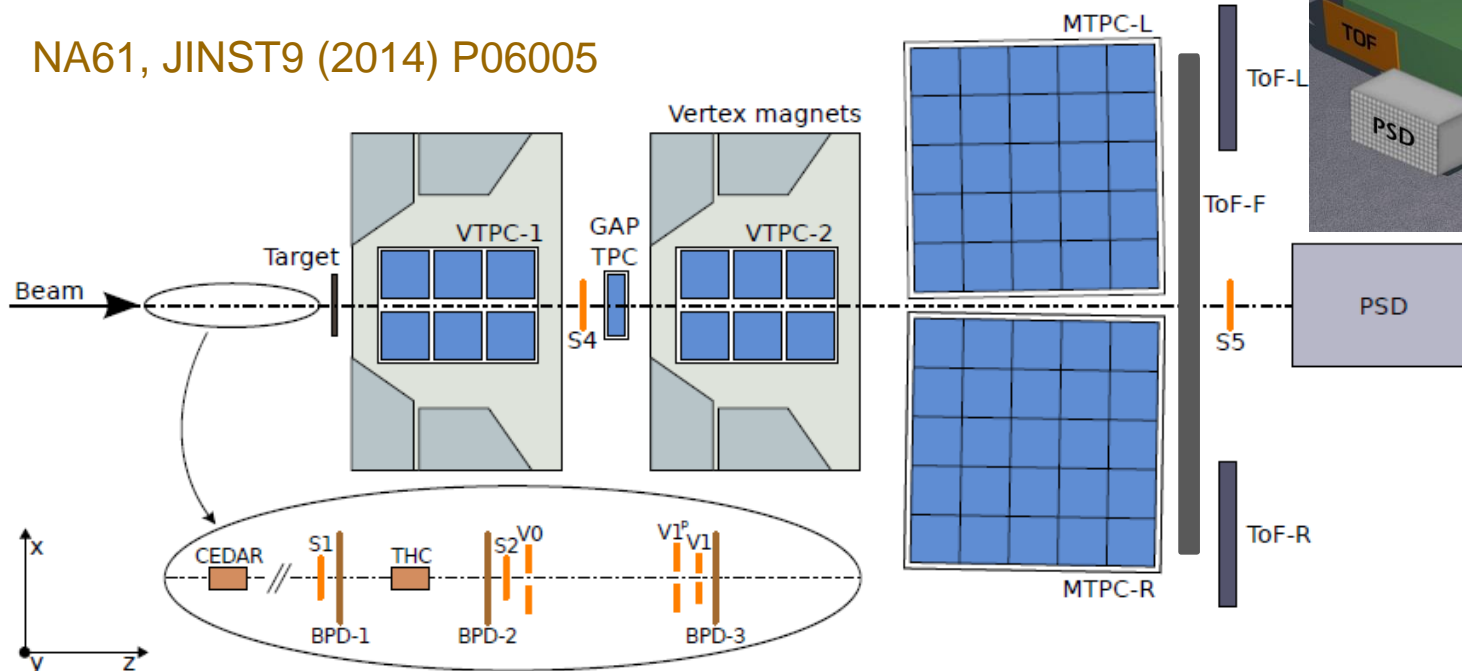 NA61, JINST9 (2014) P06005
MTPC-L
TOF
ToF-L
PSD
Vertex magnets
ToF-F
VTPC-1
GAP
TPC
VTPC-2
Target
Beam
S4
S5
PSD
ToF-R
MTPC-R
x
y
z
CEDAR
S1
THC
S2
V0
V1ᴾ
V1
BPD-1
BPD-2
BPD-3